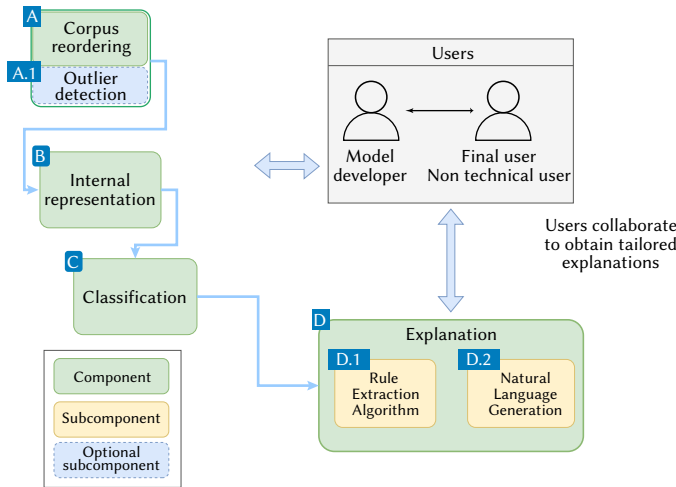 A
Corpus
reordering
A.1
Outlier
detection
B
Internal
representation
C
Classification
Users
Model
developer
Final user
Non technical user
Users collaborate
to obtain tailored
explanations
D
Explanation
D.1
Rule
Extraction
Algorithm
D.2
Natural
Language
Generation
Component
Subcomponent
Optional
subcomponent